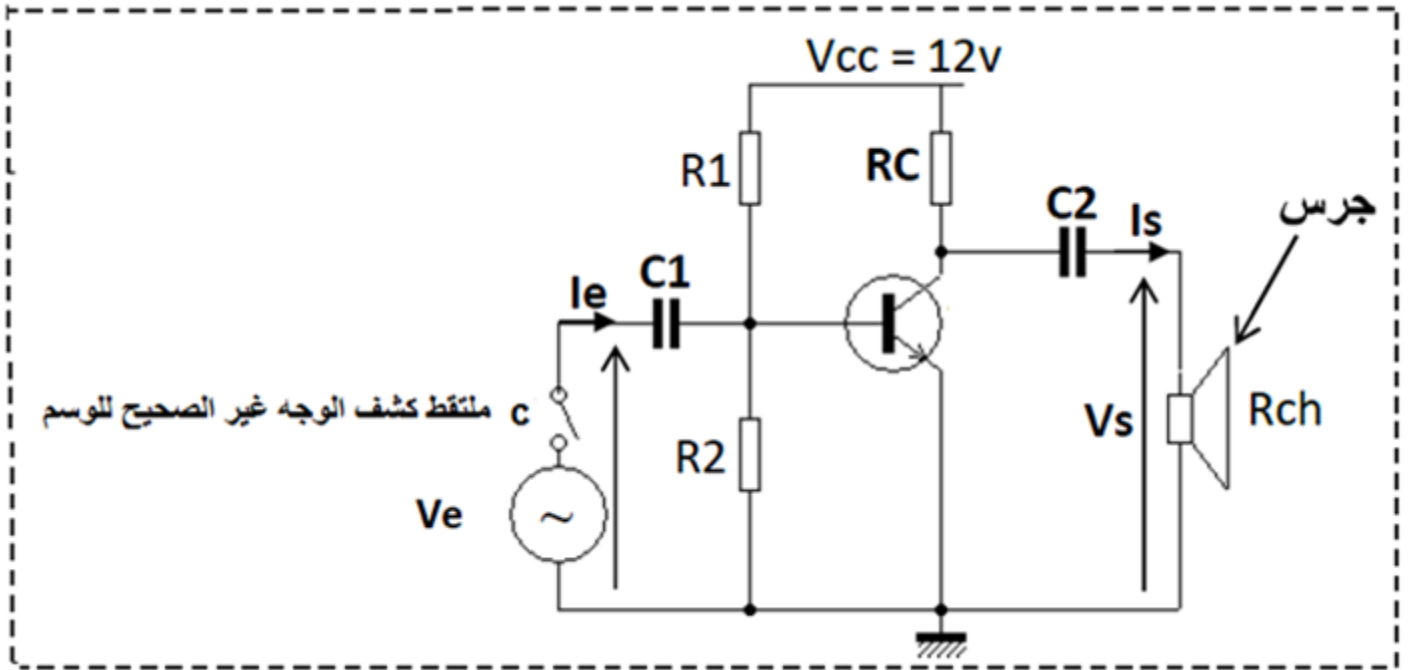 Vcc = 12v
R1
RC
C2
Is
جرس
C1
Ie
ملتقط كشف الوجه غير الصحيح للوسم c
Vs
Rch
R2
Ve
~